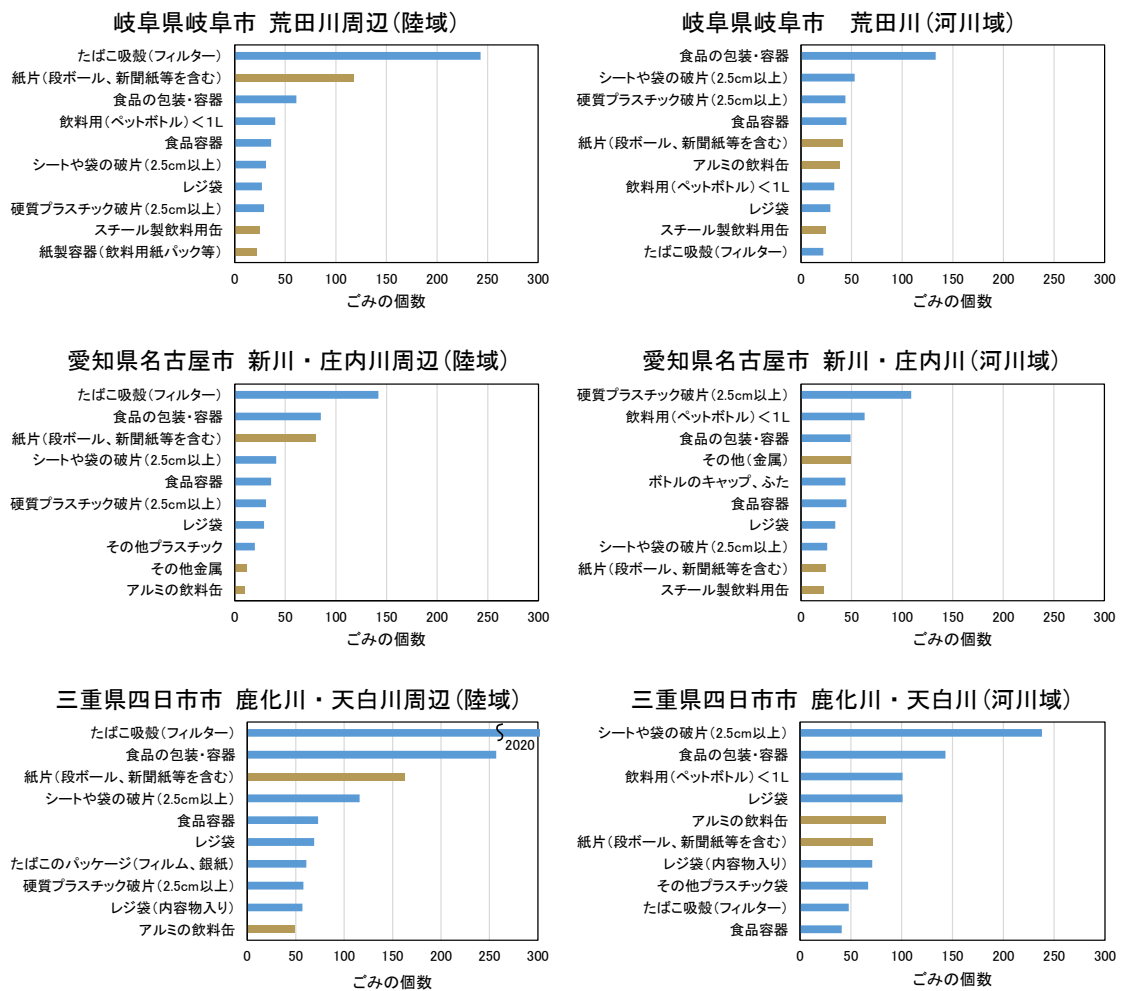 岐阜県岐阜市 荒田川周辺(陸域)
たばこ吸殻(フィルター)
紙片(段ボール、新聞紙等を含む)
食品の包装・容器
飲料用(ペットボトル)<1L
食品容器
シートや袋の破片(2.5cm以上)
レジ袋
硬質プラスチック破片(2.5cm以上)
スチール製飲料用缶
紙製容器(飲料用紙パック等)
0 50 100 150 200 250 300
ごみの個数
岐阜県岐阜市 荒田川(河川域)
食品の包装・容器
シートや袋の破片(2.5cm以上)
硬質プラスチック破片(2.5cm以上)
食品容器
紙片(段ボール、新聞紙等を含む)
アルミの飲料缶
飲料用(ペットボトル)<1L
レジ袋
スチール製飲料用缶
たばこ吸殻(フィルター)
0 50 100 150 200 250 300
ごみの個数
愛知県名古屋市 新川・庄内川周辺(陸域)
たばこ吸殻(フィルター)
食品の包装・容器
紙片(段ボール、新聞紙等を含む)
シートや袋の破片(2.5cm以上)
食品容器
硬質プラスチック破片(2.5cm以上)
レジ袋
その他プラスチック
その他金属
アルミの飲料缶
0 50 100 150 200 250 300
ごみの個数
愛知県名古屋市 新川・庄内川(河川域)
硬質プラスチック破片(2.5cm以上)
飲料用(ペットボトル)<1L
食品の包装・容器
その他(金属)
ボトルのキャップ、ふた
食品容器
レジ袋
シートや袋の破片(2.5cm以上)
紙片(段ボール、新聞紙等を含む)
スチール製飲料用缶
0 50 100 150 200 250 300
ごみの個数
三重県四日市市 鹿化川・天白川周辺(陸域)
たばこ吸殻(フィルター)
2020
食品の包装・容器
紙片(段ボール、新聞紙等を含む)
シートや袋の破片(2.5cm以上)
食品容器
レジ袋
たばこのパッケージ(フィルム、銀紙)
硬質プラスチック破片(2.5cm以上)
レジ袋(内容物入り)
アルミの飲料缶
0 50 100 150 200 250 300
ごみの個数
三重県四日市市 鹿化川・天白川(河川域)
シートや袋の破片(2.5cm以上)
食品の包装・容器
飲料用(ペットボトル)<1L
レジ袋
アルミの飲料缶
紙片(段ボール、新聞紙等を含む)
レジ袋(内容物入り)
その他プラスチック袋
たばこ吸殻(フィルター)
食品容器
0 50 100 150 200 250 300
ごみの個数